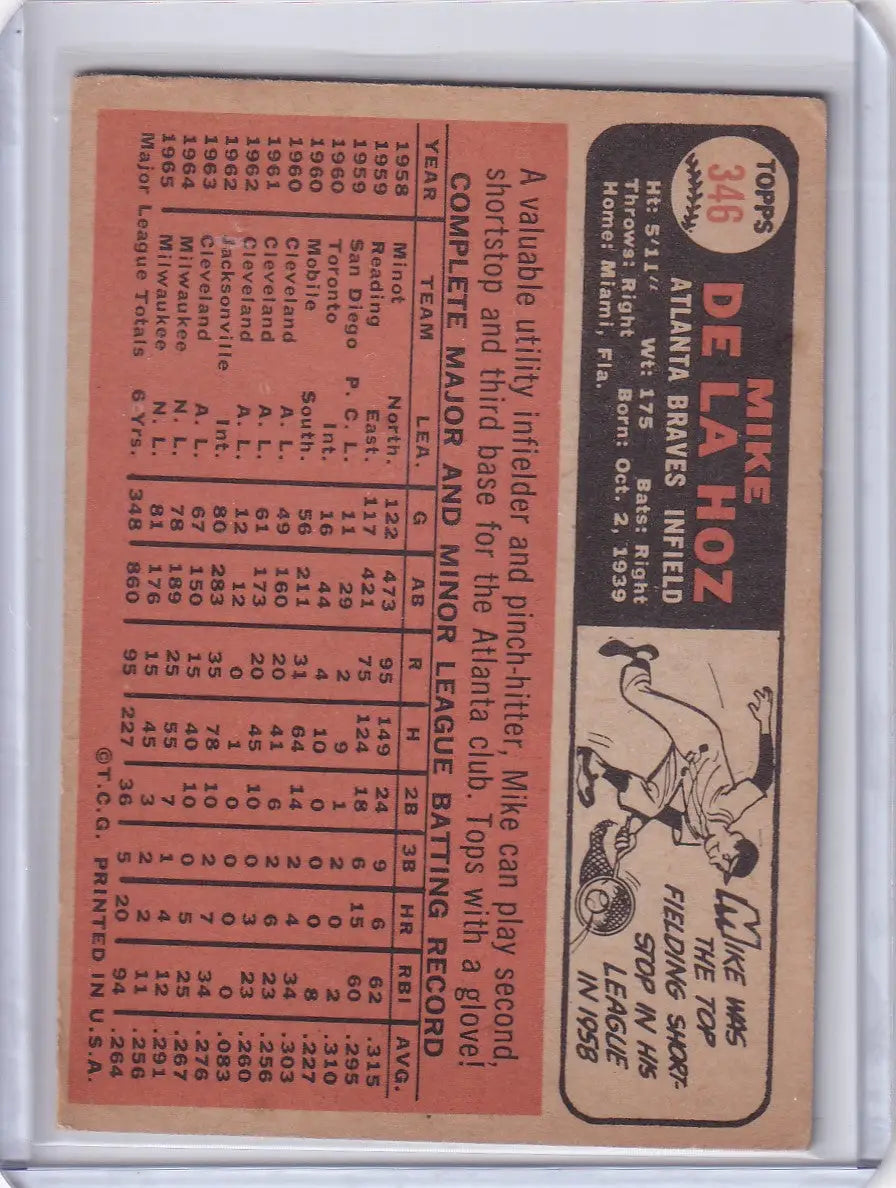 TOPPS
346
MIKE
DE LA HOZ
ATLANTA BRAVES INFIELD
Ht: 5'11" Wt: 175 Bats: Right
Throws: Right Born: Oct. 2, 1939
Home: Miami, Fla.
MIKE WAS
THE TOP
FIELDING SHORT-
STOP IN HIS
LEAGUE
IN 1958
A valuable utility infielder and pinch-hitter, Mike can play second,
shortstop and third base for the Atlanta club. Tops with a glove!
COMPLETE MAJOR AND MINOR LEAGUE BATTING RECORD
YEAR TEAM LEA. G AB R H 2B 3B HR RBI AVG.
1958 Minot North. 122 473 95 149 24 9 6 62 .315
1959 Reading East. 117 421 75 124 18 6 15 60 .295
1959 San Diego P. C. L. 11 29 2 9 1 2 0 2 .310
1960 Toronto Int. 16 44 4 10 0 0 0 8 .227
1960 Mobile South. 56 211 31 64 14 2 4 34 .303
1960 Cleveland A. L. 49 160 20 41 6 2 6 23 .256
1961 Cleveland A. L. 61 173 20 45 10 0 3 23 .260
1962 Cleveland A. L. 12 12 0 1 0 0 0 0 .083
1962 Jacksonville Int. 80 283 35 78 10 2 7 34 .276
1963 Cleveland A. L. 67 150 15 40 10 0 5 25 .267
1964 Milwaukee N. L. 78 189 25 55 7 1 4 12 .291
1965 Milwaukee N. L. 81 176 15 45 3 2 2 11 .256
Major League Totals 6-Yrs. 348 860 95 227 36 5 20 94 .264
©T.C.G. PRINTED IN U.S.A.